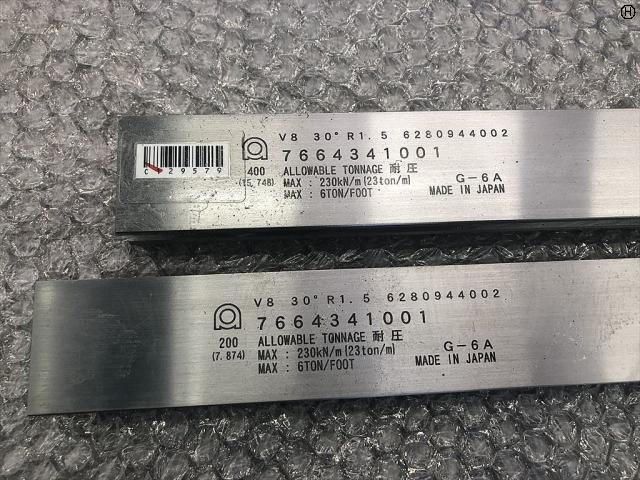 H
V8 30° R1.5 6280944002
7664341001
C 29579
400
(15,748)
ALLOWABLE TONNAGE 耐圧
MAX : 230kN/m(23ton/m)
MAX : 6TON/FOOT
G-6A
MADE IN JAPAN
V8 30° R1.5 6280944002
7664341001
200
(7.874)
ALLOWABLE TONNAGE 耐圧
MAX : 230kN/m(23ton/m)
MAX : 6TON/FOOT
G-6A
MADE IN JAPAN